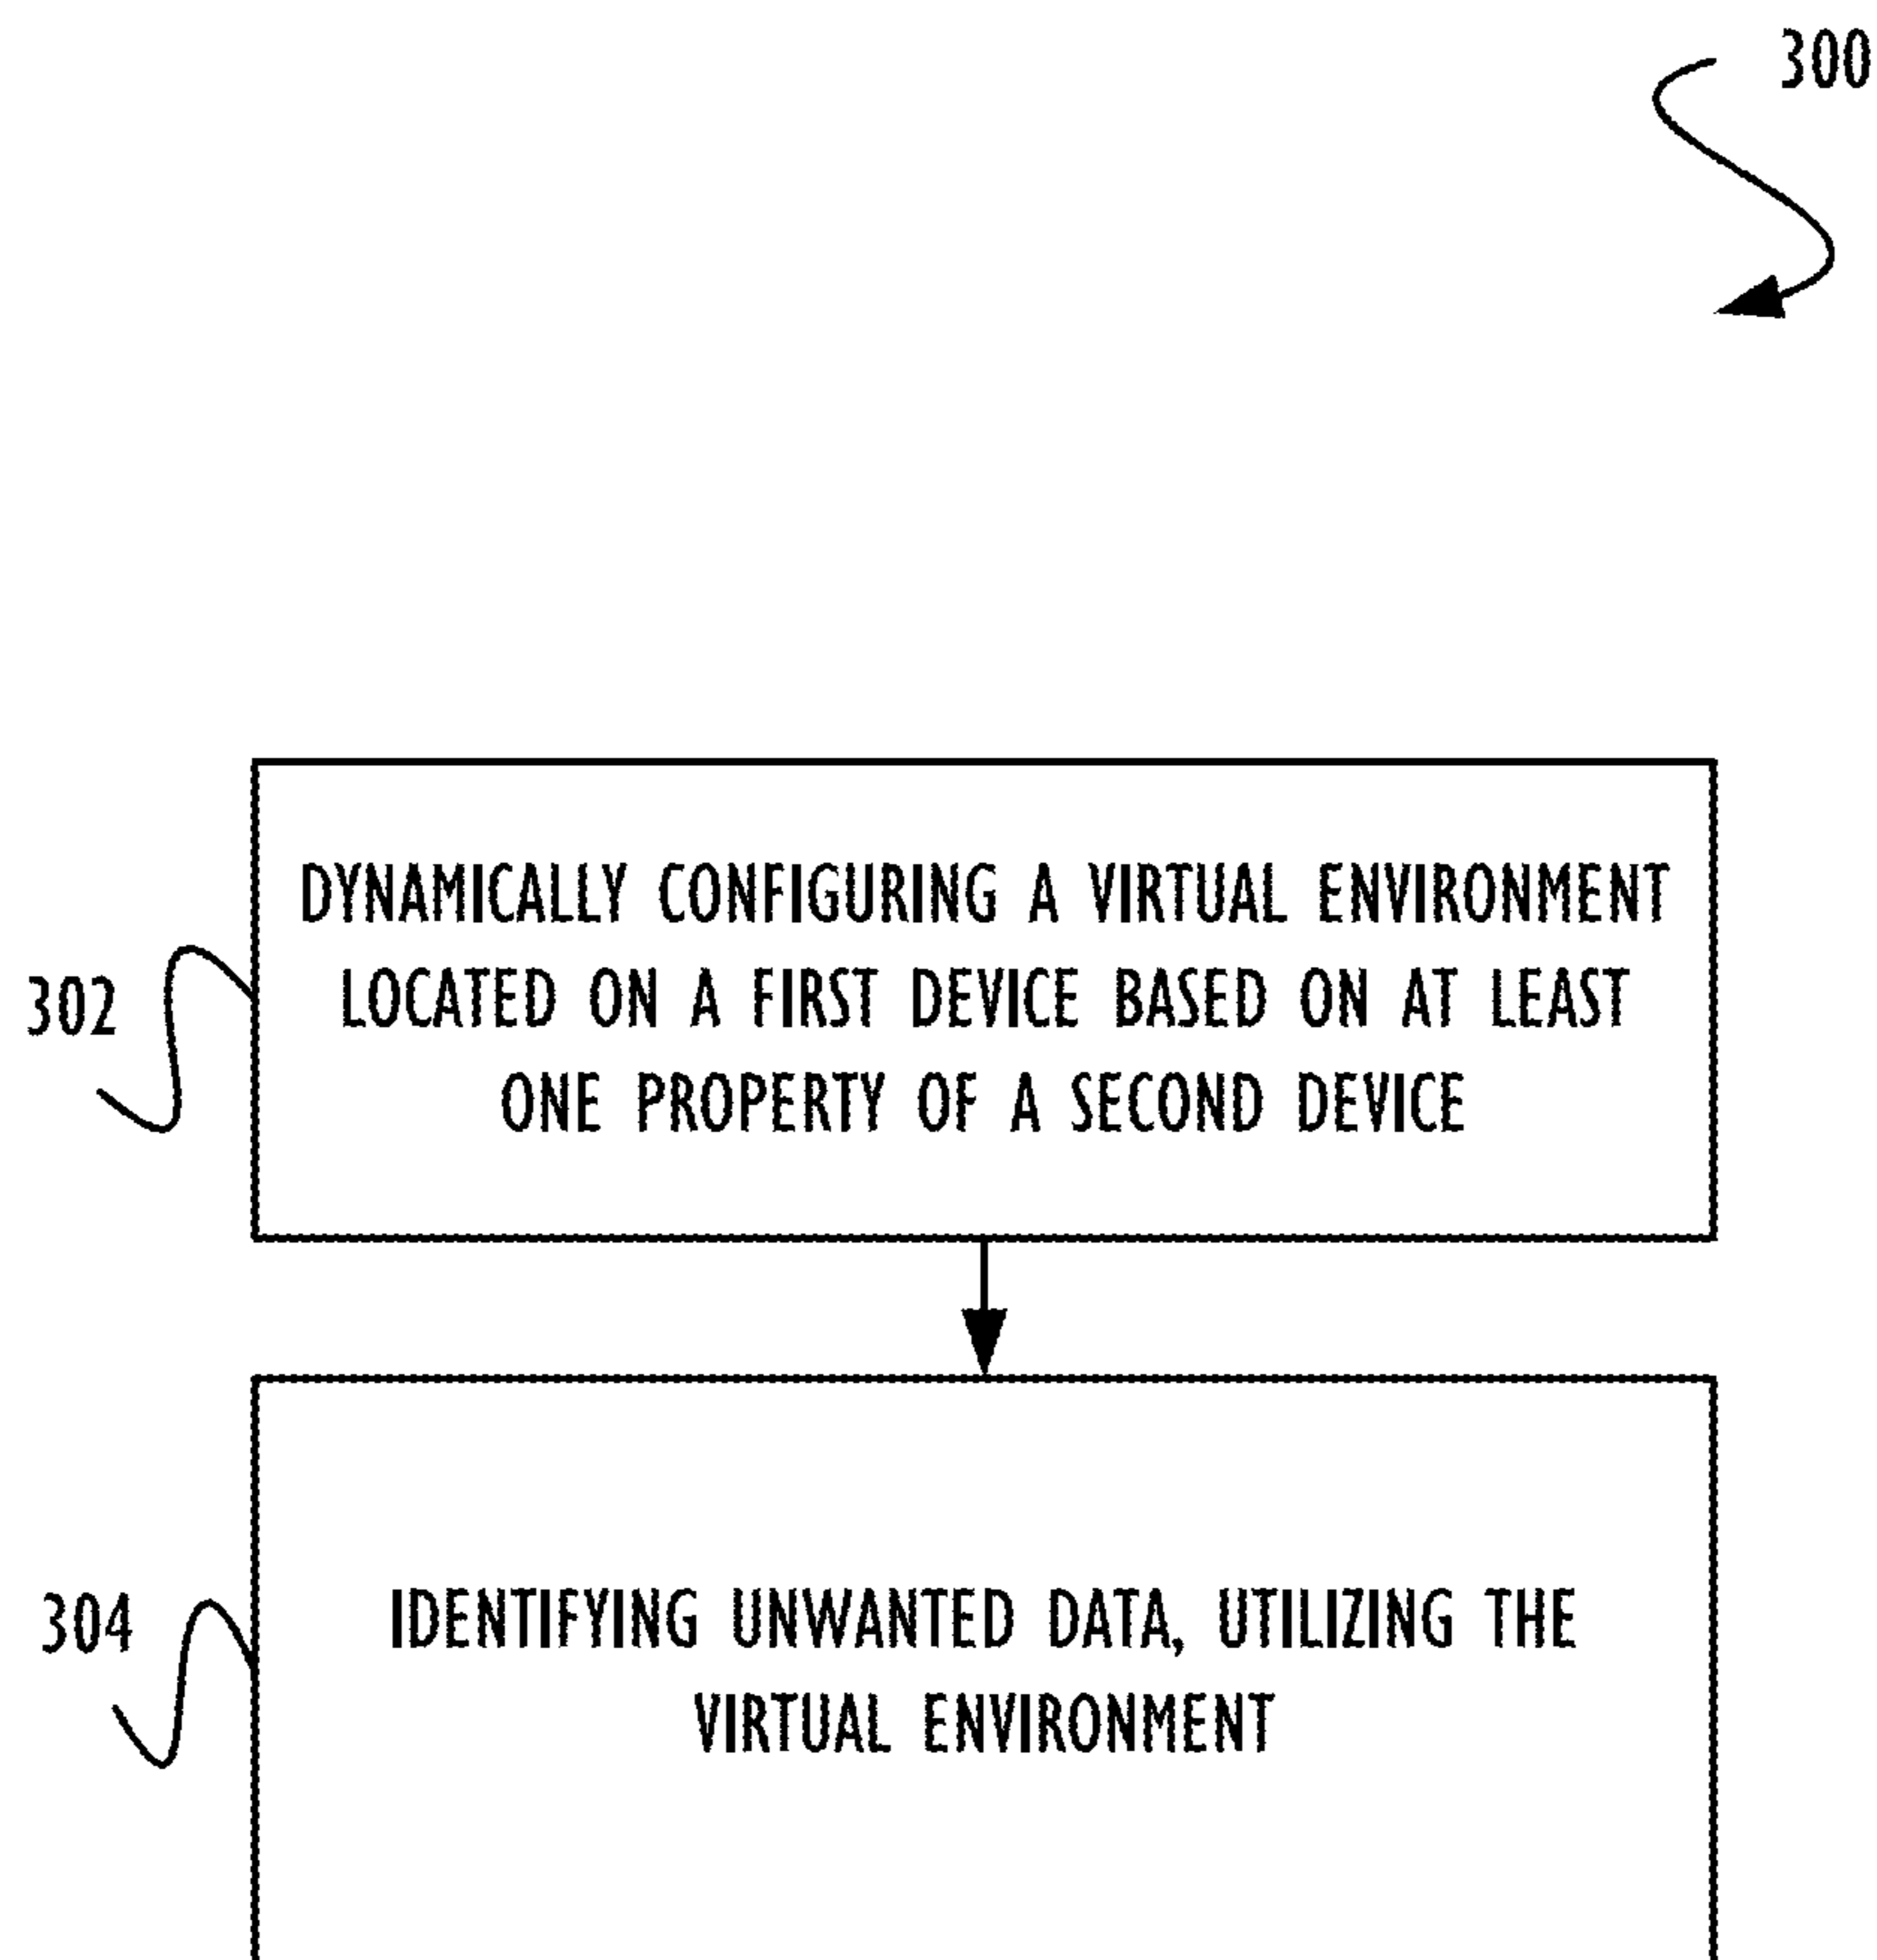 300
DYNAMICALLY CONFIGURING A VIRTUAL ENVIRONMENT
LOCATED ON A FIRST DEVICE BASED ON AT LEAST
ONE PROPERTY OF A SECOND DEVICE
302
IDENTIFYING UNWANTED DATA, UTILIZING THE
VIRTUAL ENVIRONMENT
304